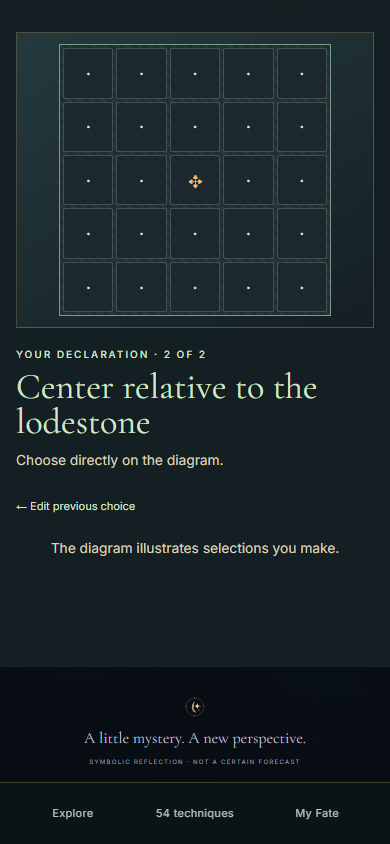 YOUR DECLARATION · 2 OF 2
Center relative to the
lodestone
Choose directly on the diagram.
← Edit previous choice
The diagram illustrates selections you make.
A little mystery. A new perspective.
SYMBOLIC REFLECTION · NOT A CERTAIN FORECAST
Explore
54 techniques
My Fate